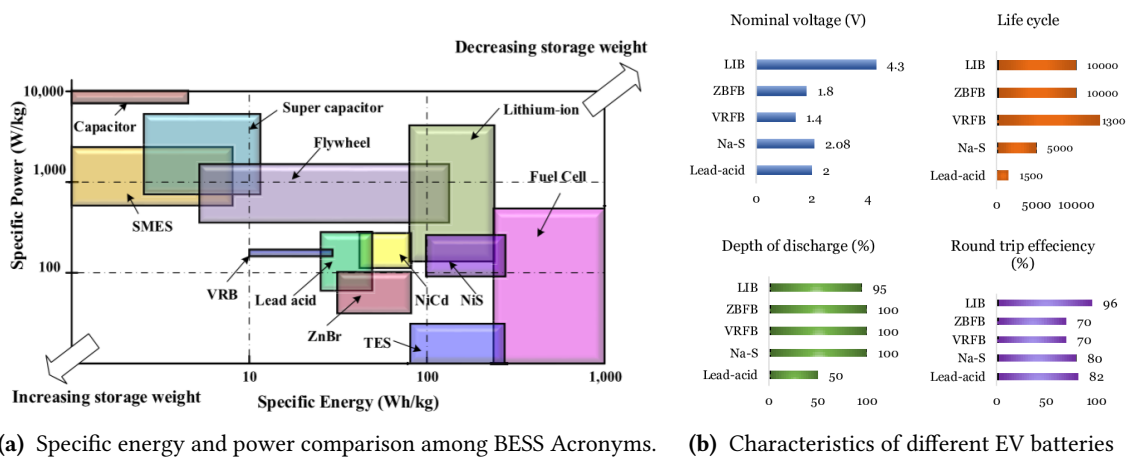 Decreasing storage weight
10,000
1,000
100
Specific Power (W/kg)
Capacitor
Super capacitor
Lithium-ion
Flywheel
Fuel Cell
SMES
VRB
Lead acid
NiCd
NiS
ZnBr
TES
10
100
1,000
Increasing storage weight
Specific Energy (Wh/kg)
(a) Specific energy and power comparison among BESS Acronyms.
Nominal voltage (V)
LIB 4.3
ZBFB 1.8
VRFB 1.4
Na-S 2.08
Lead-acid 2
0 2 4
Life cycle
LIB 10000
ZBFB 10000
VRFB 1300
Na-S 5000
Lead-acid 1500
0 5000 10000
Depth of discharge (%)
LIB 95
ZBFB 100
VRFB 100
Na-S 100
Lead-acid 50
0 50 100
Round trip effeciency
(%)
LIB 96
ZBFB 70
VRFB 70
Na-S 80
Lead-acid 82
0 50 100
(b) Characteristics of different EV batteries